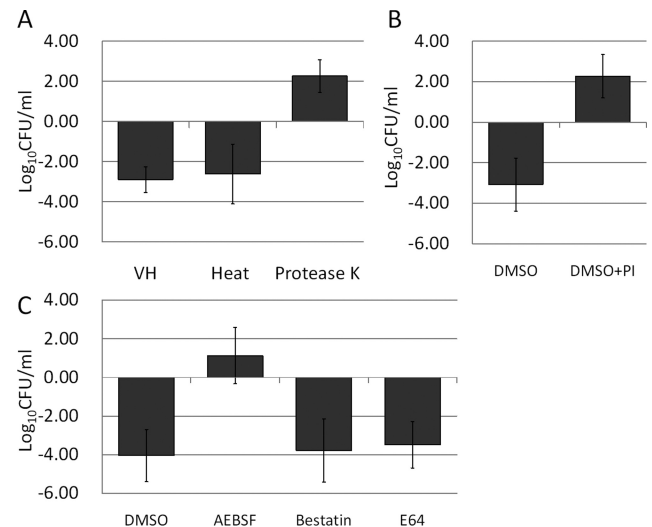 A
4.00
2.00
0.00
-2.00
-4.00
-6.00
Log10CFU/ml
VH Heat Protease K
B
4.00
2.00
0.00
-2.00
-4.00
-6.00
Log10CFU/ml
DMSO DMSO+PI
C
4.00
2.00
0.00
-2.00
-4.00
-6.00
Log10CFU/ml
DMSO AEBSF Bestatin E64